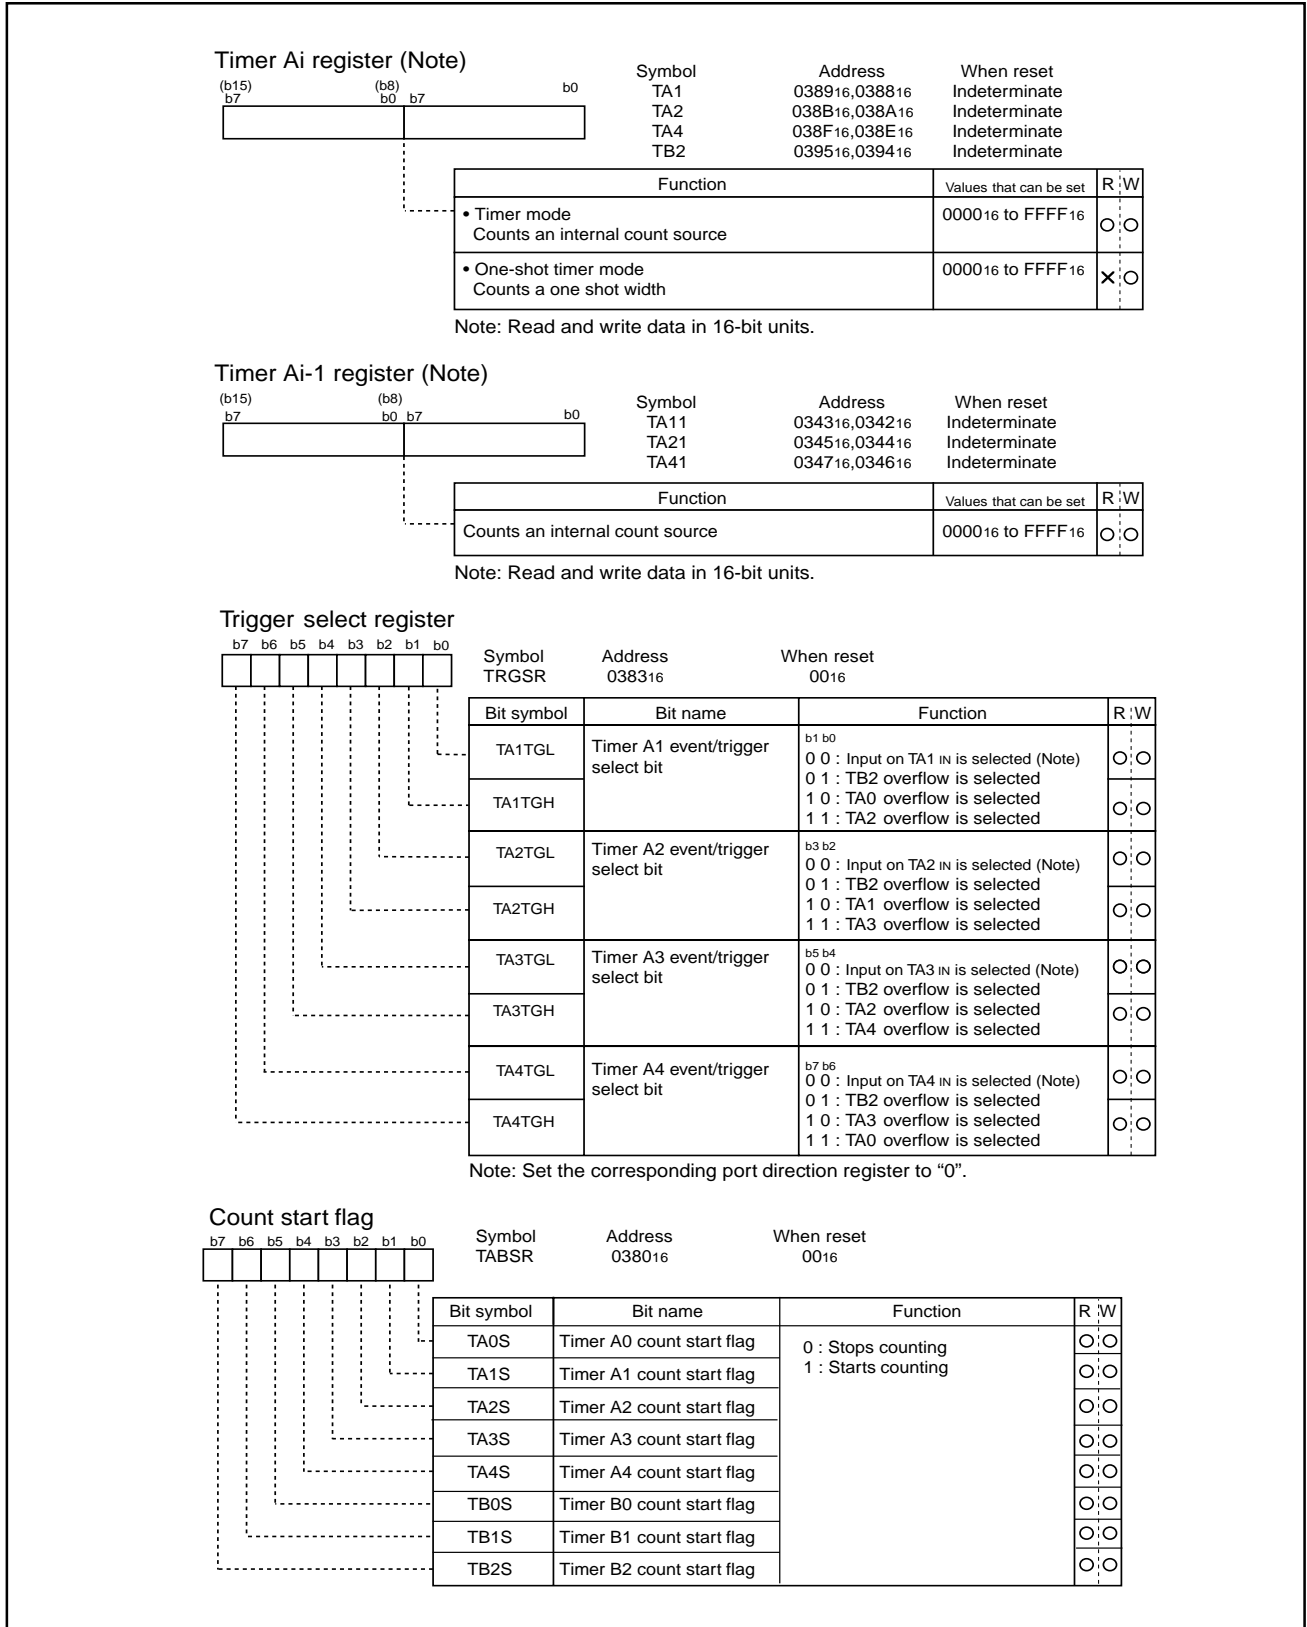 Timer Ai register (Note)
(b15) (b8)
b7 b0 b7 b0
Symbol Address When reset
TA1 038916,038816 Indeterminate
TA2 038B16,038A16 Indeterminate
TA4 038F16,038E16 Indeterminate
TB2 039516,039416 Indeterminate
Function Values that can be set R W
• Timer mode 000016 to FFFF16
Counts an internal count source
• One-shot timer mode 000016 to FFFF16
Counts a one shot width
Note: Read and write data in 16-bit units.
Timer Ai-1 register (Note)
(b15) (b8)
b7 b0 b7 b0
Symbol Address When reset
TA11 034316,034216 Indeterminate
TA21 034516,034416 Indeterminate
TA41 034716,034616 Indeterminate
Function Values that can be set R W
Counts an internal count source 000016 to FFFF16
Note: Read and write data in 16-bit units.
Trigger select register
b7 b6 b5 b4 b3 b2 b1 b0
Symbol Address When reset
TRGSR 038316 0016
Bit symbol Bit name Function R W
TA1TGL Timer A1 event/trigger select bit
TA1TGH
b1 b0
0 0 : Input on TA1 IN is selected (Note)
0 1 : TB2 overflow is selected
1 0 : TA0 overflow is selected
1 1 : TA2 overflow is selected
TA2TGL Timer A2 event/trigger select bit
TA2TGH
b3 b2
0 0 : Input on TA2 IN is selected (Note)
0 1 : TB2 overflow is selected
1 0 : TA1 overflow is selected
1 1 : TA3 overflow is selected
TA3TGL Timer A3 event/trigger select bit
TA3TGH
b5 b4
0 0 : Input on TA3 IN is selected (Note)
0 1 : TB2 overflow is selected
1 0 : TA2 overflow is selected
1 1 : TA4 overflow is selected
TA4TGL Timer A4 event/trigger select bit
TA4TGH
b7 b6
0 0 : Input on TA4 IN is selected (Note)
0 1 : TB2 overflow is selected
1 0 : TA3 overflow is selected
1 1 : TA0 overflow is selected
Note: Set the corresponding port direction register to “0”.
Count start flag
b7 b6 b5 b4 b3 b2 b1 b0
Symbol Address When reset
TABSR 038016 0016
Bit symbol Bit name Function R W
TA0S Timer A0 count start flag 0 : Stops counting
TA1S Timer A1 count start flag 1 : Starts counting
TA2S Timer A2 count start flag
TA3S Timer A3 count start flag
TA4S Timer A4 count start flag
TB0S Timer B0 count start flag
TB1S Timer B1 count start flag
TB2S Timer B2 count start flag